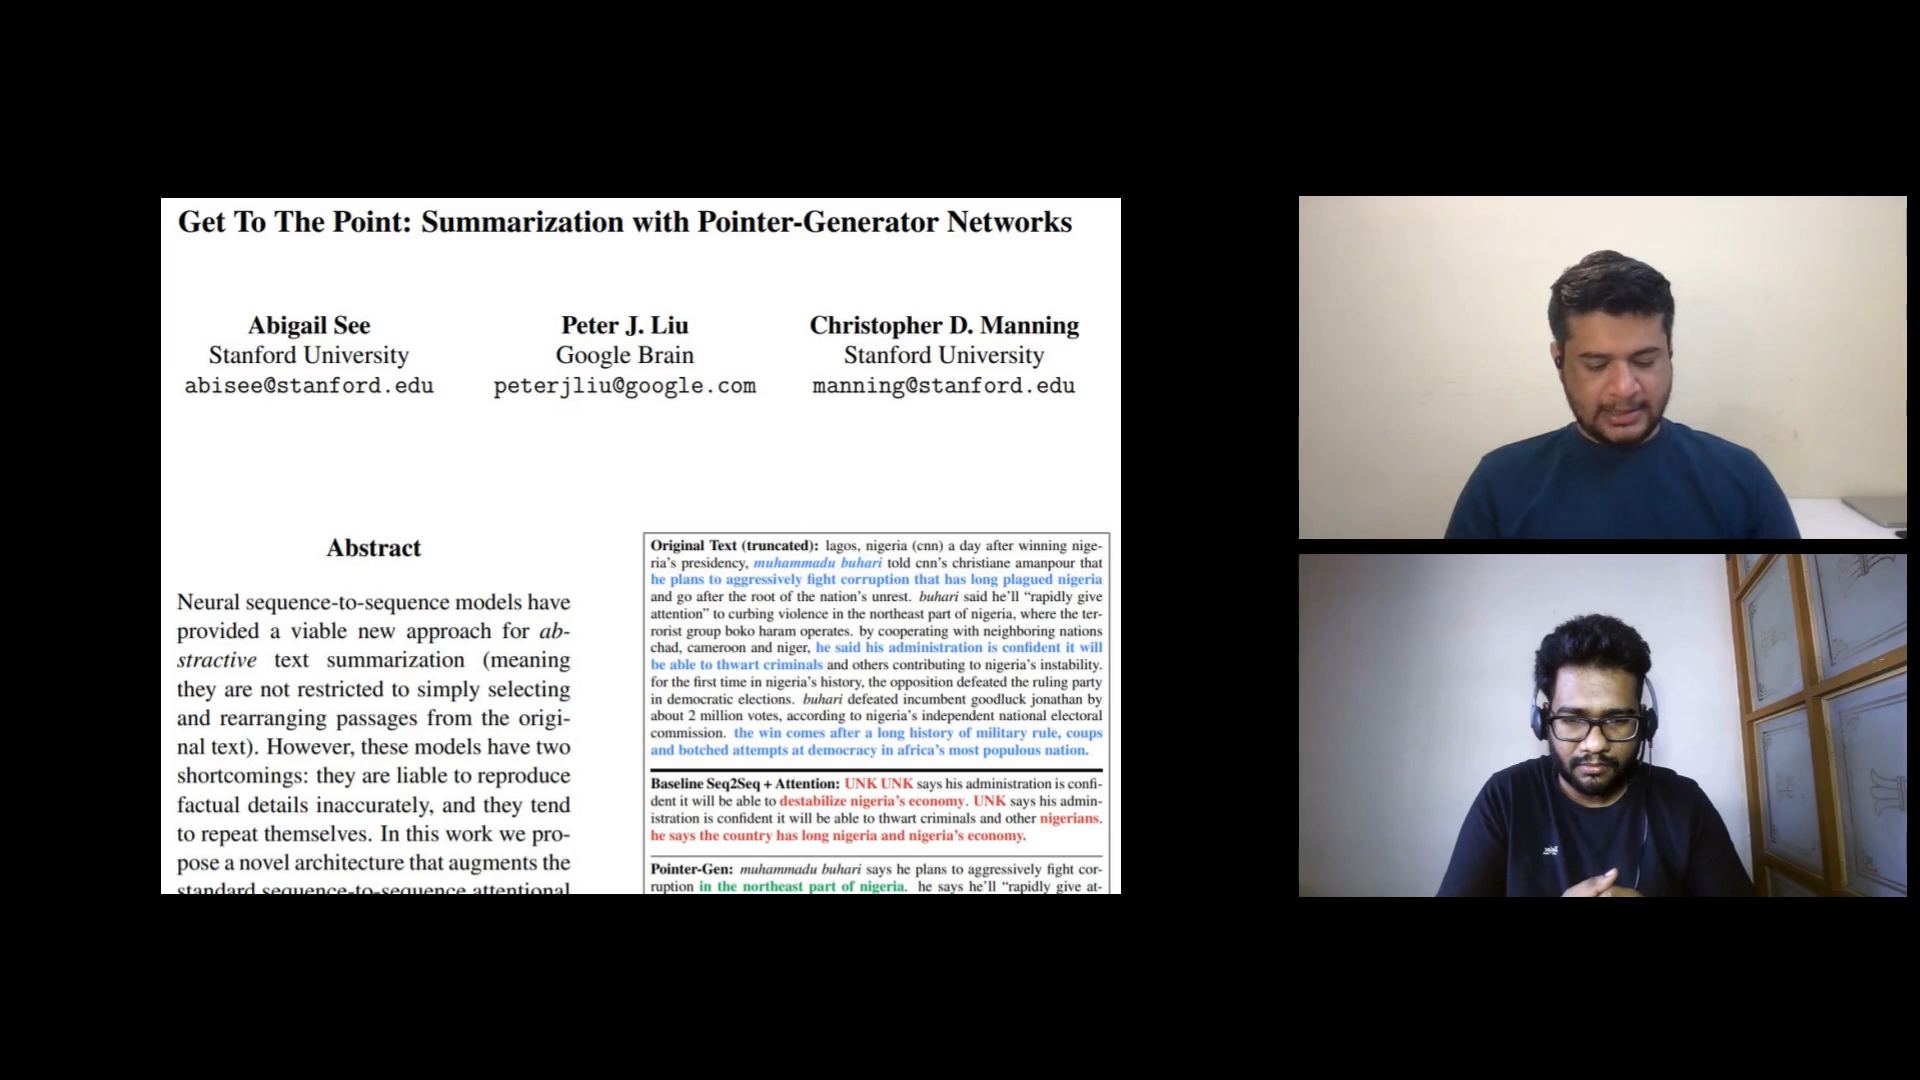 Get To The Point: Summarization with Pointer-Generator Networks
Abigail See
Stanford University
abisee@stanford.edu
Peter J. Liu
Google Brain
peterjliu@google.com
Christopher D. Manning
Stanford University
manning@stanford.edu
Abstract
Neural sequence-to-sequence models have
provided a viable new approach for ab-
stractive text summarization (meaning
they are not restricted to simply selecting
and rearranging passages from the origi-
nal text). However, these models have two
shortcomings: they are liable to reproduce
factual details inaccurately, and they tend
to repeat themselves. In this work we pro-
pose a novel architecture that augments the
standard sequence-to-sequence attentional
Original Text (truncated): lagos, nigeria (cnn) a day after winning nige-
ria's presidency, muhammadu buhari told cnn's christiane amanpour that
he plans to aggressively fight corruption that has long plagued nigeria
and go after the root of the nation's unrest. buhari said he'll “rapidly give
attention” to curbing violence in the northeast part of nigeria, where the ter-
rorist group boko haram operates. by cooperating with neighboring nations
chad, cameroon and niger, he said his administration is confident it will
be able to thwart criminals and others contributing to nigeria's instability.
for the first time in nigeria's history, the opposition defeated the ruling party
in democratic elections. buhari defeated incumbent goodluck jonathan by
about 2 million votes, according to nigeria's independent national electoral
commission. the win comes after a long history of military rule, coups
and botched attempts at democracy in africa's most populous nation.
Baseline Seq2Seq + Attention: UNK UNK says his administration is confi-
dent it will be able to destabilize nigeria's economy. UNK says his admin-
istration is confident it will be able to thwart criminals and other nigerians.
he says the country has long nigeria and nigeria's economy.
Pointer-Gen: muhammadu buhari says he plans to aggressively fight cor-
ruption in the northeast part of nigeria. he says he'll “rapidly give at-